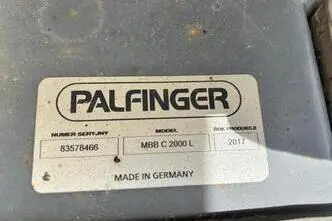 PALFINGER
NUMER SERYJNY MODEL ROK PRODUKCJI
83578466 MBB C 2000 L 2017
MADE IN GERMANY